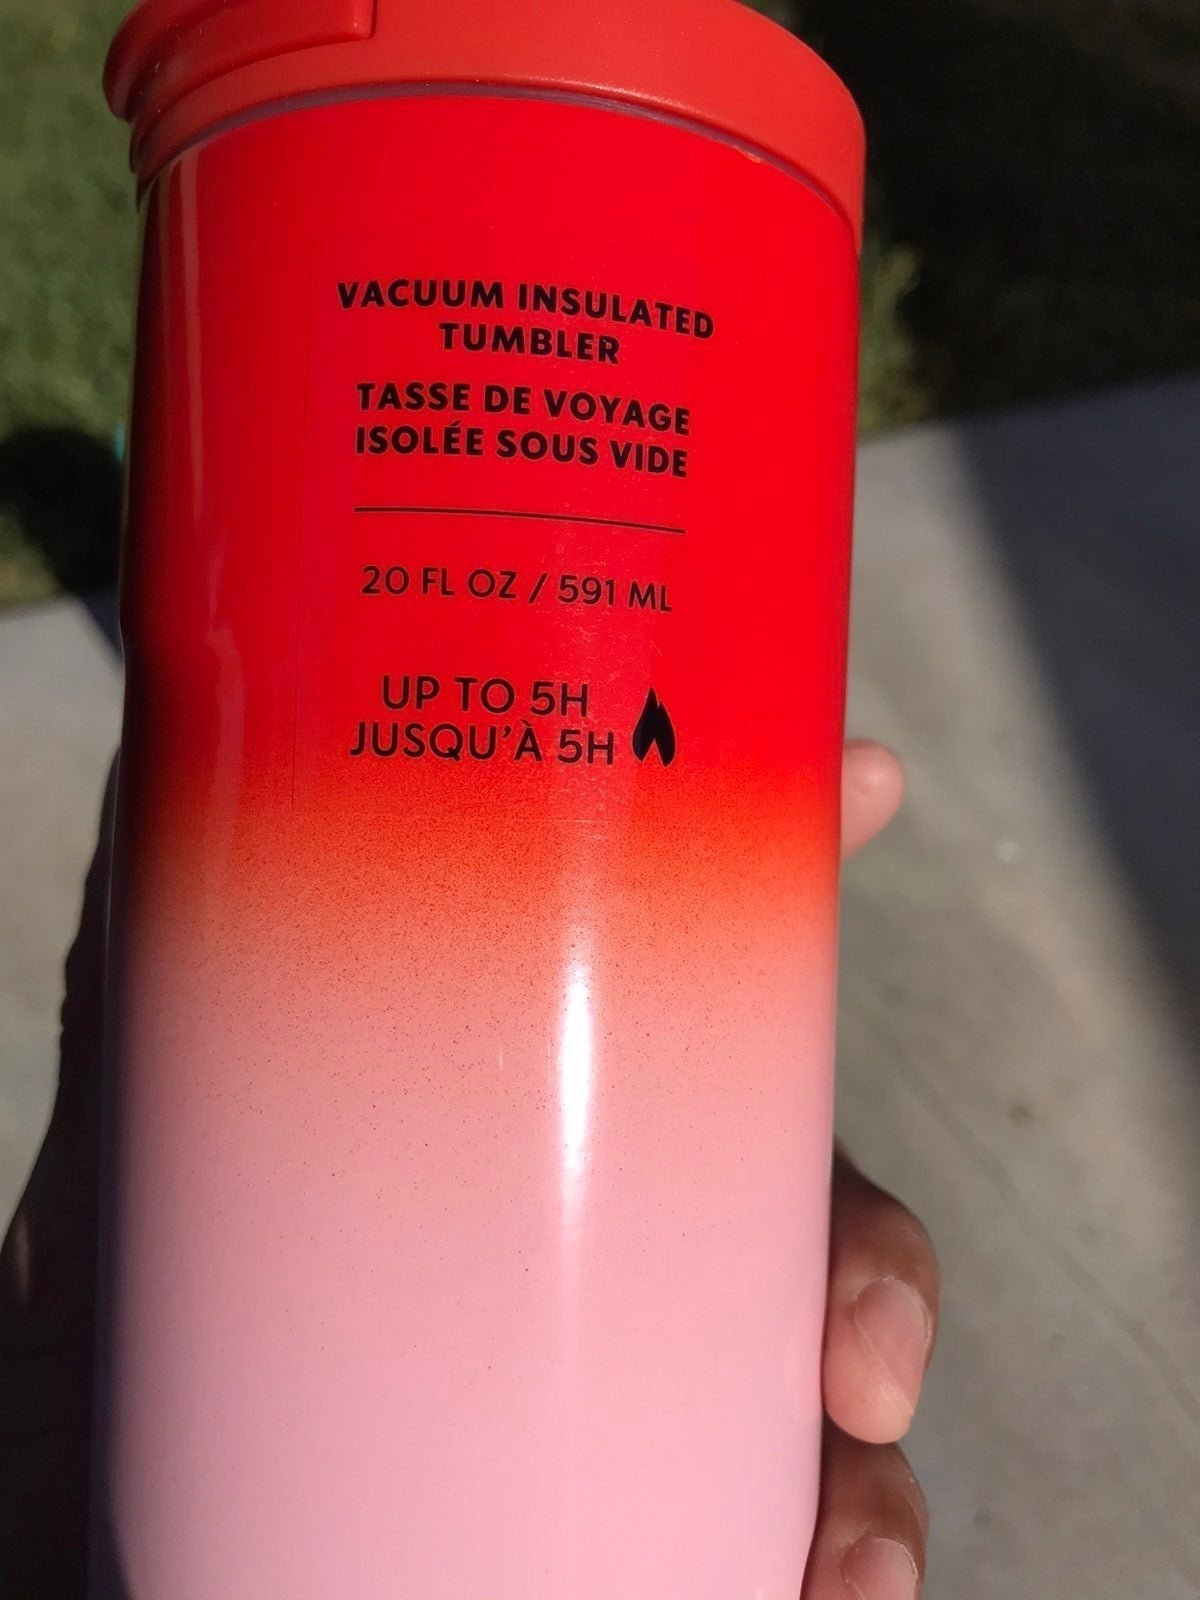 VACUUM INSULATED
TUMBLER
TASSE DE VOYAGE
ISOLÉE SOUS VIDE
20 FL OZ / 591 ML
UP TO 5H
JUSQU'À 5H